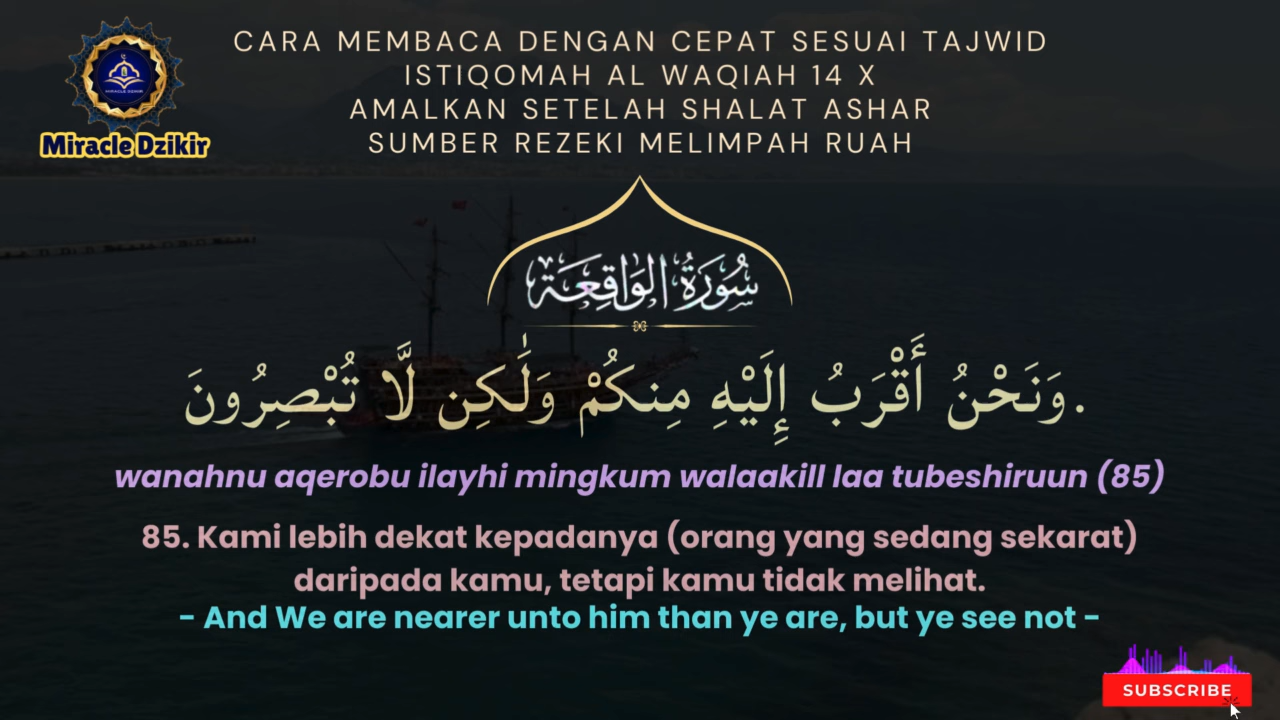 CARA MEMBACA DENGAN CEPAT SESUAI TAJWID
ISTIQOMAH AL WAQIAH 14 X
AMALKAN SETELAH SHALAT ASHAR
SUMBER REZEKI MELIMPAH RUAH
MIRACLE DZIKIR
Miracle Dzikir
سُوْرَةُ الوَاقِعَة
وَنَحْنُ أَقْرَبُ إِلَيْهِ مِنكُمْ وَلَٰكِن لَّا تُبْصِرُونَ.
wanahnu aqerobu ilayhi mingkum walaakill laa tubeshiruun (85)
85. Kami lebih dekat kepadanya (orang yang sedang sekarat)
daripada kamu, tetapi kamu tidak melihat.
- And We are nearer unto him than ye are, but ye see not -
SUBSCRIBE